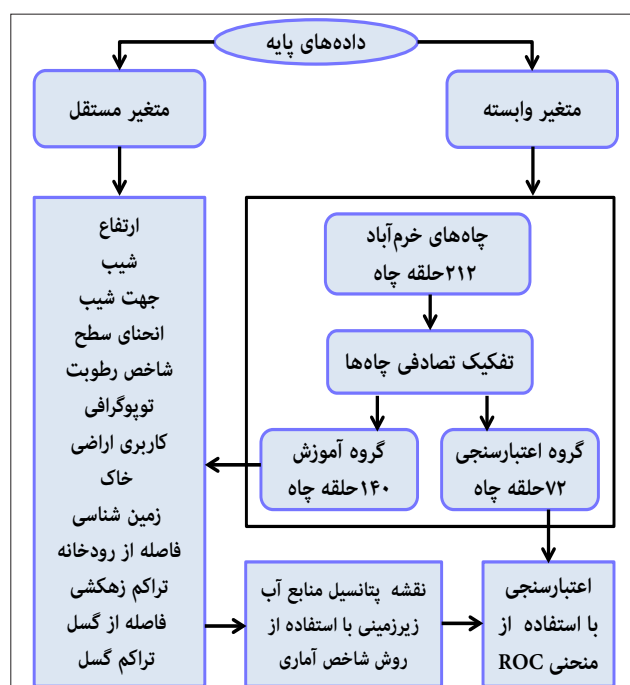 داده‌های پایه
متغیر وابسته
متغیر مستقل
چاه‌های خرم‌آباد
۲۱۲حلقه چاه
تفکیک تصادفی چاه‌ها
گروه اعتبارسنجی
۷۲حلقه چاه
گروه آموزش
۱۴۰حلقه چاه
ارتفاع
شیب
جهت شیب
انحنای سطح
شاخص رطوبت
توپوگرافی
کاربری اراضی
خاک
زمین شناسی
فاصله از رودخانه
تراکم زهکشی
فاصله از گسل
تراکم گسل
نقشه پتانسیل منابع آب
زیرزمینی با استفاده از
روش شاخص آماری
اعتبارسنجی
با استفاده از
منحنی ROC